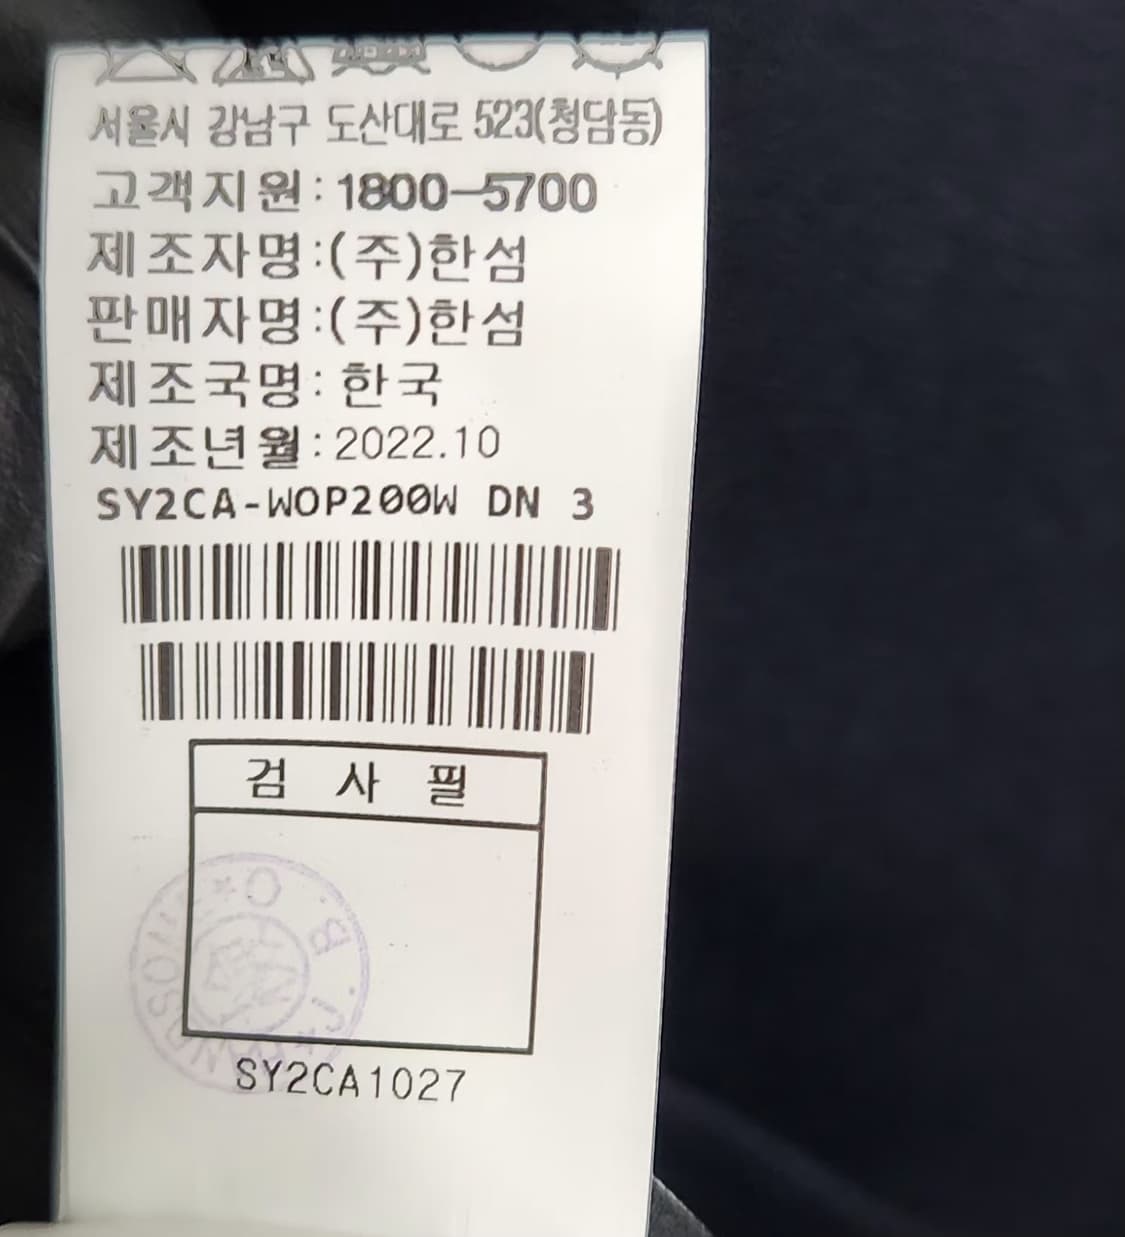 서울시 강남구 도산대로 523(청담동)
고객지원: 1800-5700
제조자명:(주)한섬
판매자명:(주)한섬
제조국명: 한국
제조년월: 2022.10
SY2CA-WOP200W DN 3
검 사 필
HANDSOME * J. B. O *
SY2CA1027